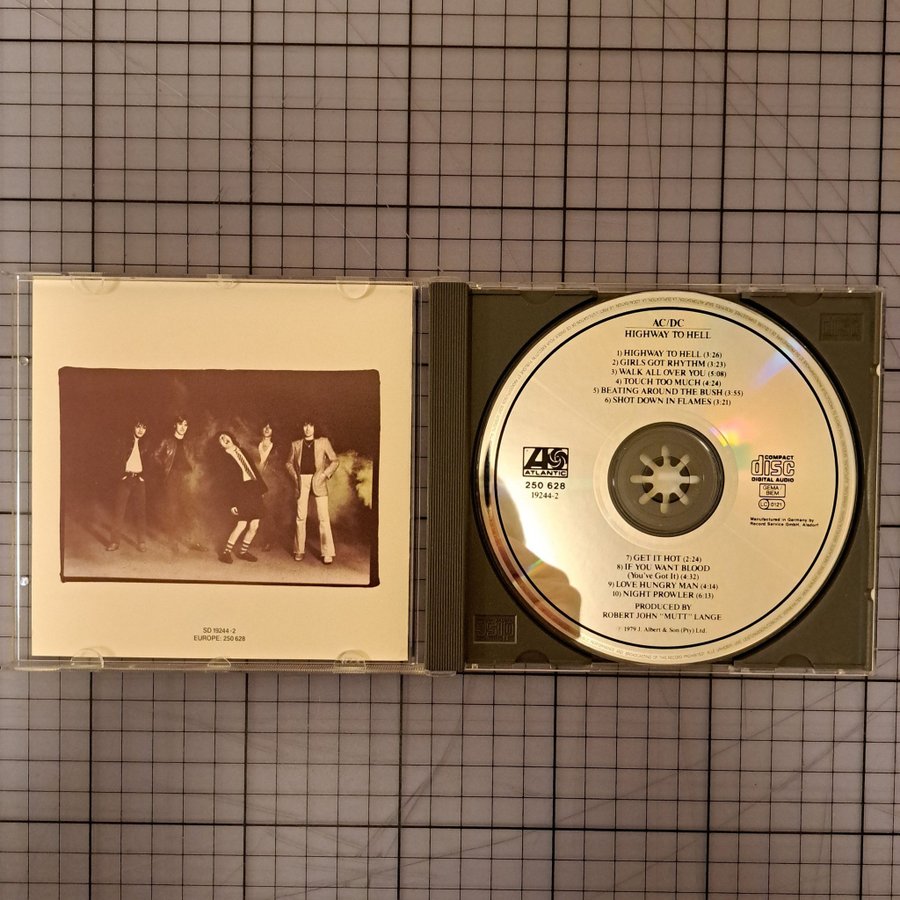 SD 19244-2
EUROPE: 250 628
AC/DC
HIGHWAY TO HELL
1) HIGHWAY TO HELL (3:26)
2) GIRLS GOT RHYTHM (3:23)
3) WALK ALL OVER YOU (5:08)
4) TOUCH TOO MUCH (4:24)
5) BEATING AROUND THE BUSH (3:55)
6) SHOT DOWN IN FLAMES (3:21)
ATLANTIC
250 628
19244-2
COMPACT
disc
DIGITAL AUDIO
GEMA/
BIEM
LC 0121
Manufactured in Germany by
Record Service GmbH, Alsdorf
7) GET IT HOT (2:24)
8) IF YOU WANT BLOOD
(You've Got It) (4:32)
9) LOVE HUNGRY MAN (4:14)
10) NIGHT PROWLER (6:13)
PRODUCED BY
ROBERT JOHN "MUTT" LANGE
℗ 1979 J. Albert & Son (Pty) Ltd.